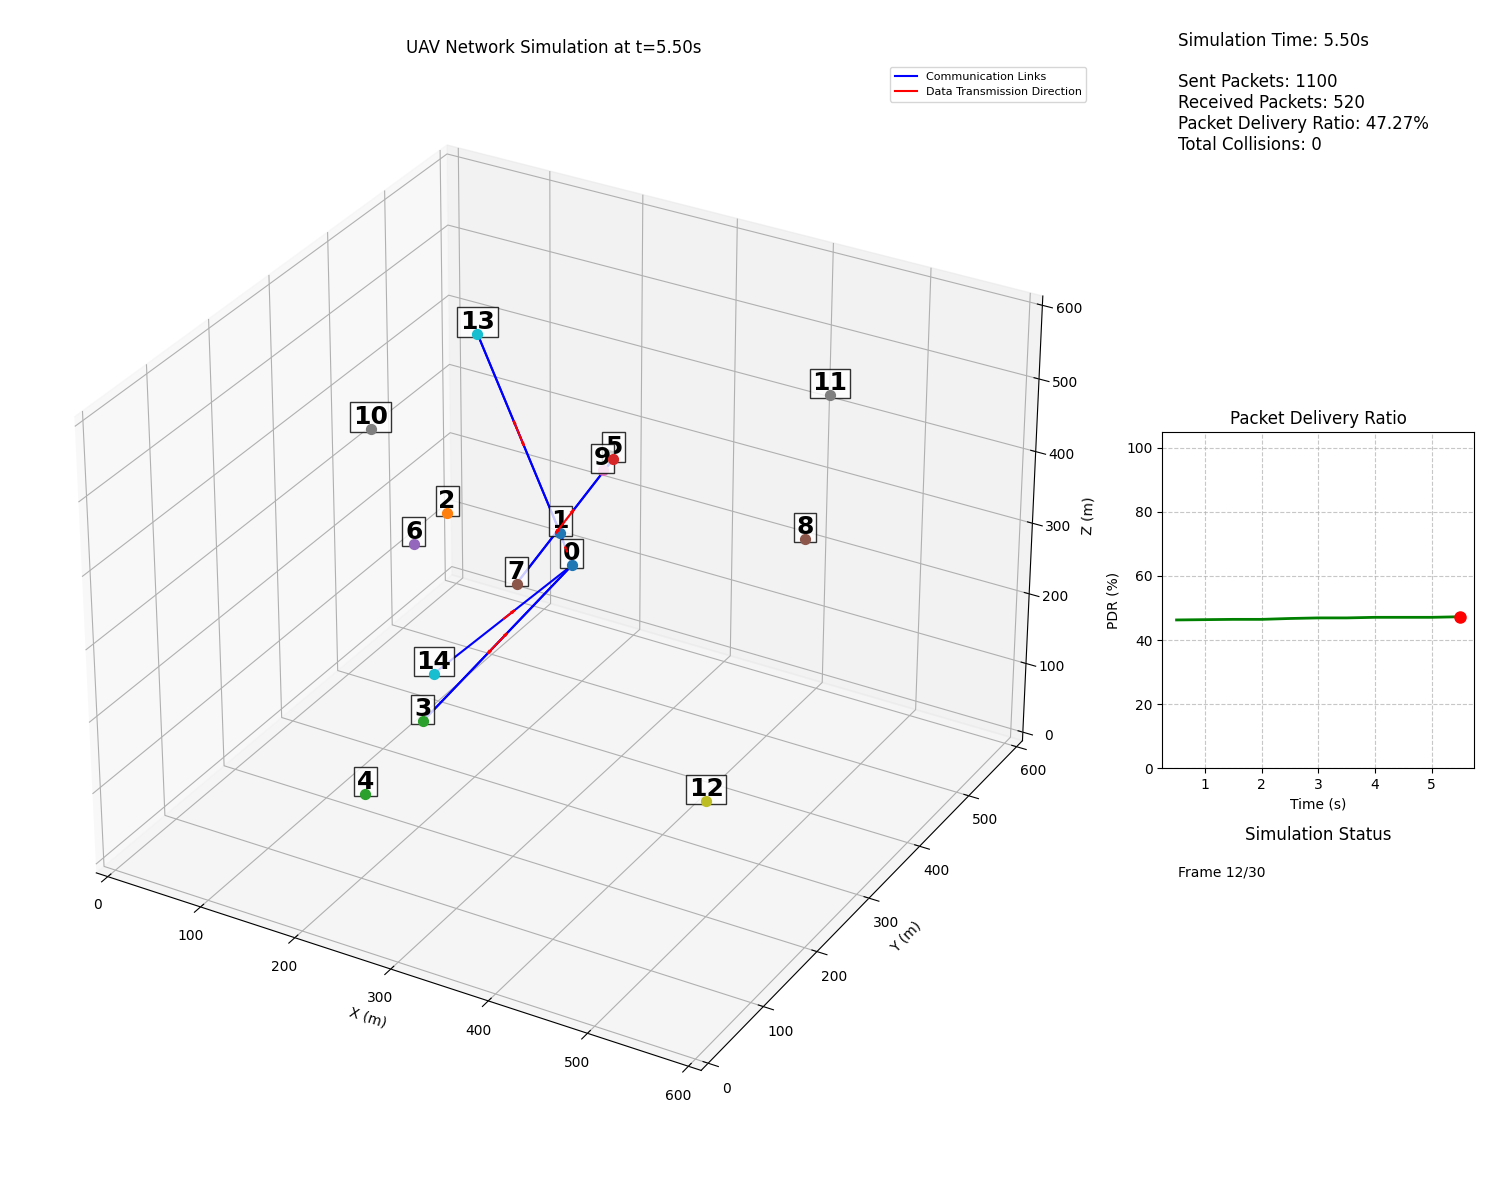 UAV Network Simulation at t=5.50s
Communication Links
Data Transmission Direction
Simulation Time: 5.50s
Sent Packets: 1100
Received Packets: 520
Packet Delivery Ratio: 47.27%
Total Collisions: 0
13
11
10
5
9
2
1
6
8
0
7
14
3
4
12
600
500
400
300
200
100
0
Z (m)
0
100
200
300
400
500
600
X (m)
0
100
200
300
400
500
600
Y (m)
Packet Delivery Ratio
100
80
60
40
20
0
PDR (%)
1
2
3
4
5
Time (s)
Simulation Status
Frame 12/30